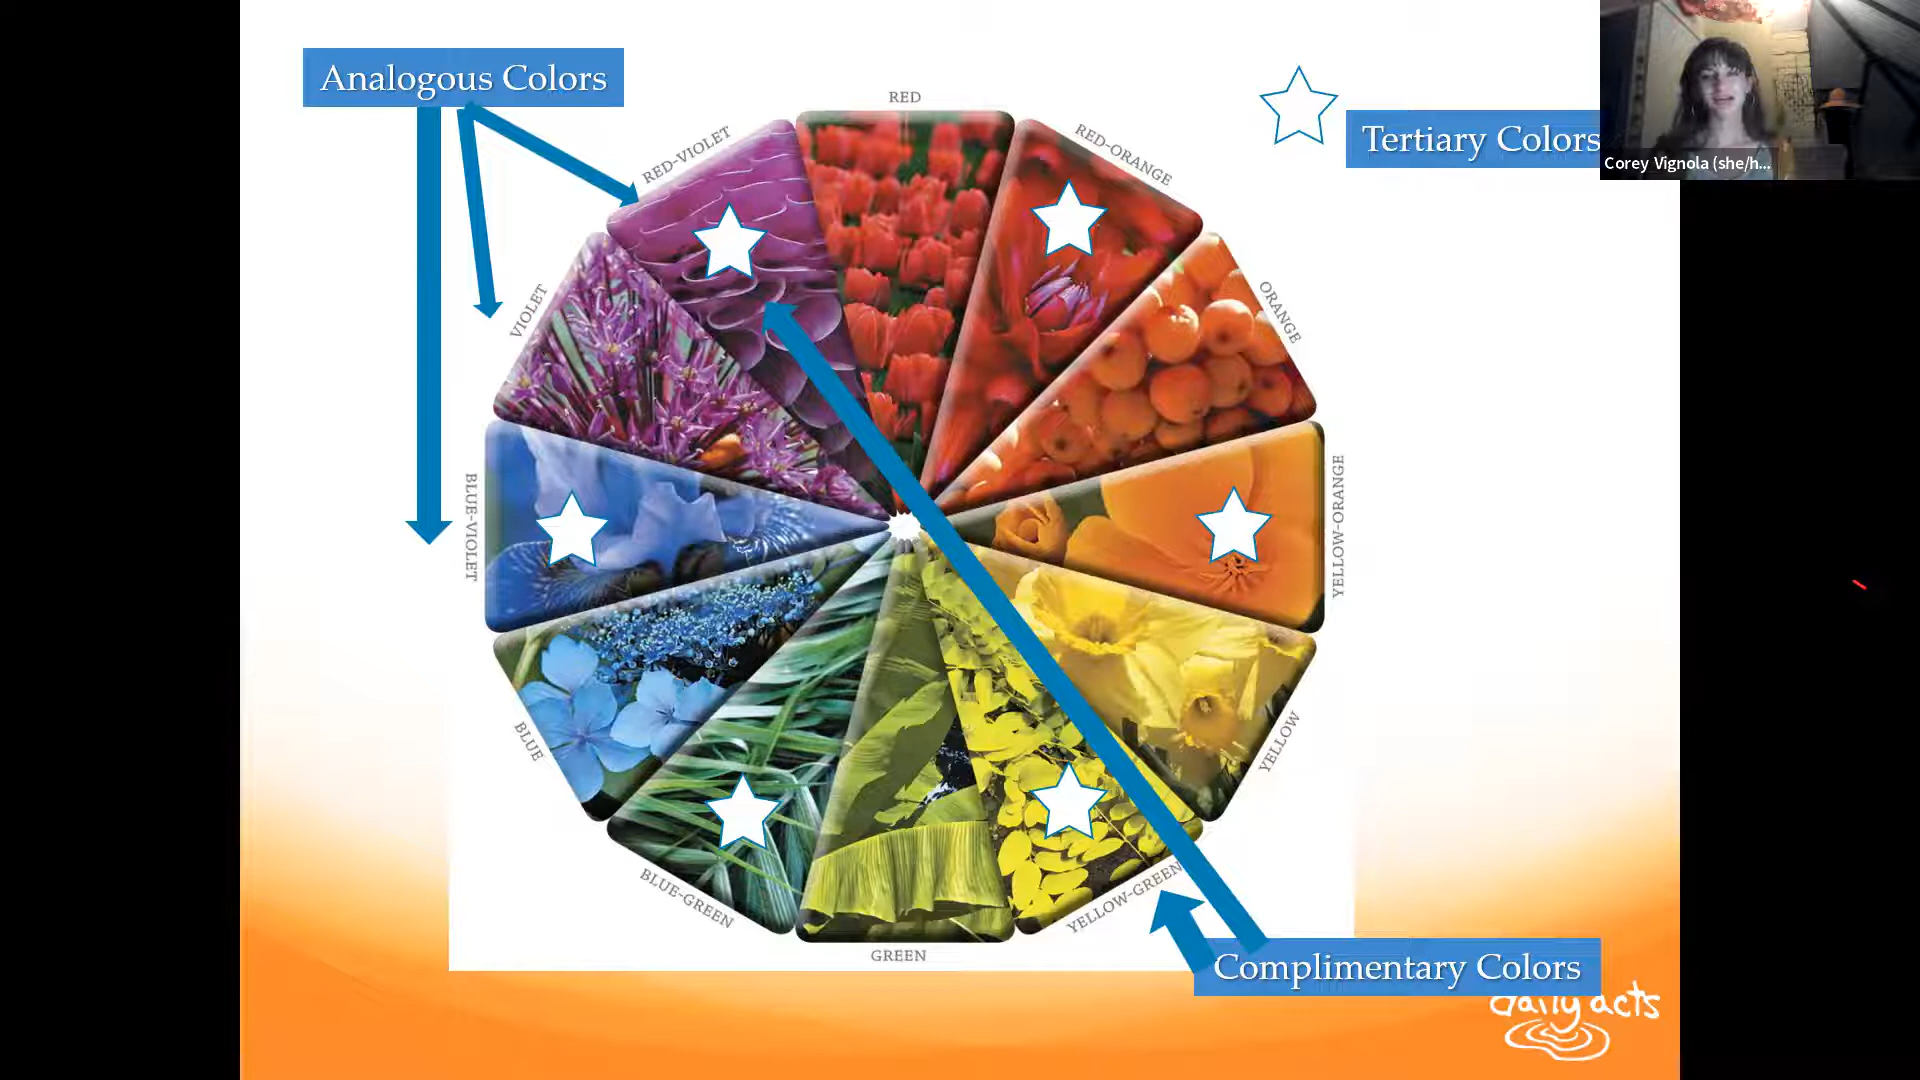 Analogous Colors
RED
RED-VIOLET
RED-ORANGE
Tertiary Colors
Corey Vignola (she/h...
VIOLET
ORANGE
BLUE-VIOLET
YELLOW-ORANGE
BLUE
YELLOW
BLUE-GREEN
YELLOW-GREEN
GREEN
Complimentary Colors
daily acts